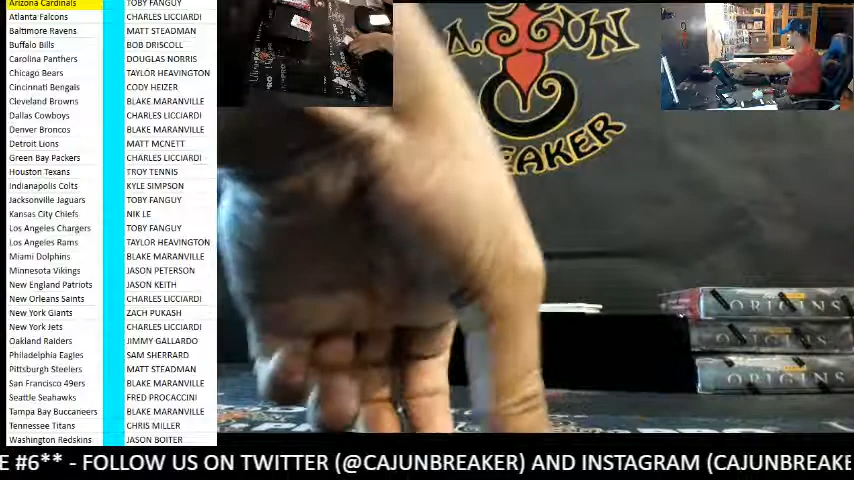 Arizona Cardinals TOBY FANGUY
Atlanta Falcons CHARLES LICCIARDI
Baltimore Ravens MATT STEADMAN
Buffalo Bills BOB DRISCOLL
Carolina Panthers DOUGLAS NORRIS
Chicago Bears TAYLOR HEAVINGTON
Cincinnati Bengals CODY HEIZER
Cleveland Browns BLAKE MARANVILLE
Dallas Cowboys CHARLES LICCIARDI
Denver Broncos BLAKE MARANVILLE
Detroit Lions MATT MCNETT
Green Bay Packers CHARLES LICCIARDI
Houston Texans TROY TENNIS
Indianapolis Colts KYLE SIMPSON
Jacksonville Jaguars TOBY FANGUY
Kansas City Chiefs NIK LE
Los Angeles Chargers TOBY FANGUY
Los Angeles Rams TAYLOR HEAVINGTON
Miami Dolphins BLAKE MARANVILLE
Minnesota Vikings JASON PETERSON
New England Patriots JASON KEITH
New Orleans Saints CHARLES LICCIARDI
New York Giants ZACH PUKASH
New York Jets CHARLES LICCIARDI
Oakland Raiders JIMMY GALLARDO
Philadelphia Eagles SAM SHERRARD
Pittsburgh Steelers MATT STEADMAN
San Francisco 49ers BLAKE MARANVILLE
Seattle Seahawks FRED PROCACCINI
Tampa Bay Buccaneers BLAKE MARANVILLE
Tennessee Titans CHRIS MILLER
Washington Redskins JASON BOITER
AJUN
EAKER
ORIGINS
ORIGINS
ORIGINS
E #6** - FOLLOW US ON TWITTER (@CAJUNBREAKER) AND INSTAGRAM (CAJUNBREAKE